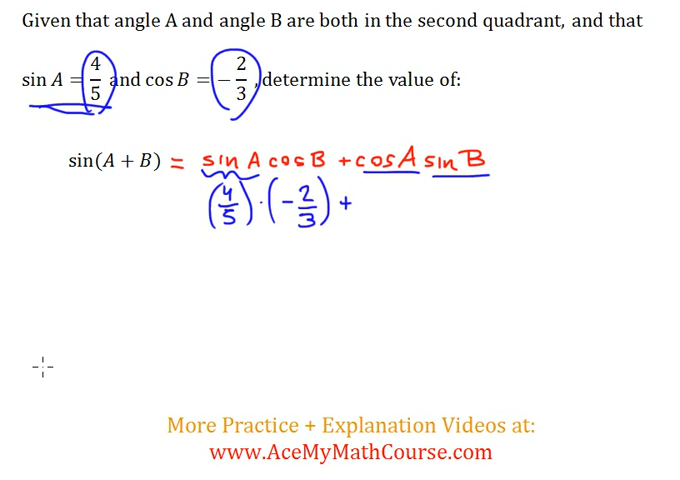 Given that angle A and angle B are both in the second quadrant, and that
sin A = 4/5 and cos B = −2/3, determine the value of:
sin(A + B) = sin A cos B + cos A sin B
(4/5) · (−2/3) +
More Practice + Explanation Videos at:
www.AceMyMathCourse.com